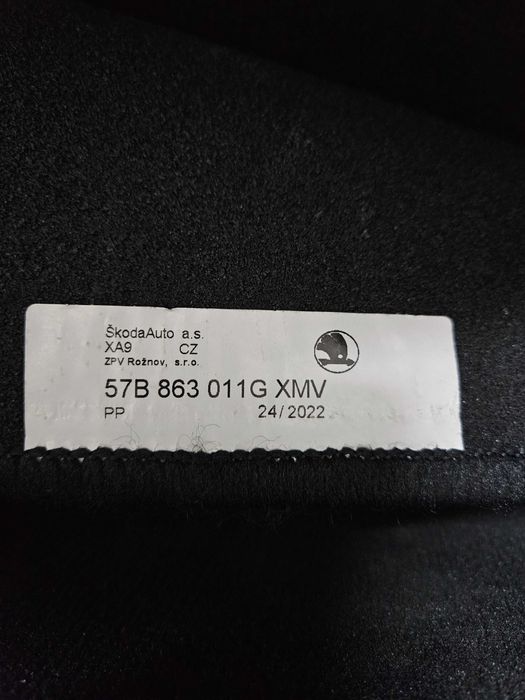 ŠkodaAuto a.s.
XA9 CZ
ZPV Rožnov, s.r.o.
57B 863 011G XMV
PP 24/2022